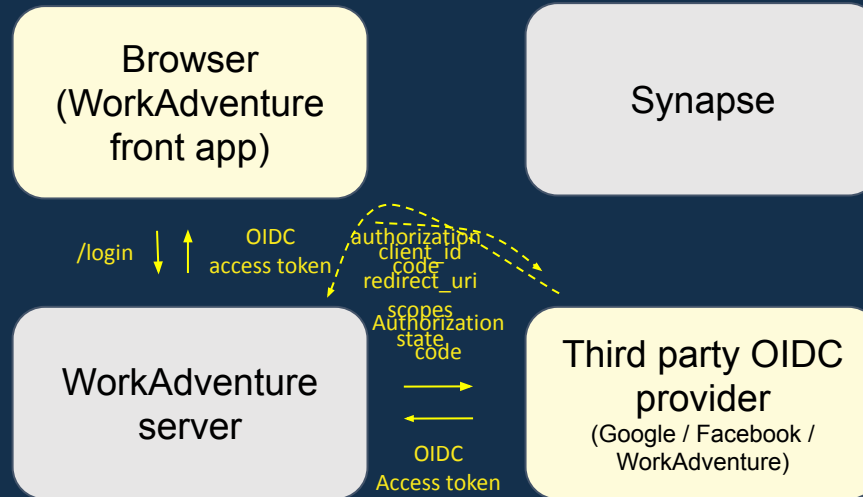 Browser
(WorkAdventure
front app)
Synapse
/login
OIDC
access token
authorization
code
client_id
redirect_uri
scopes
state
Authorization
code
WorkAdventure
server
Third party OIDC
provider
(Google / Facebook /
WorkAdventure)
OIDC
Access token